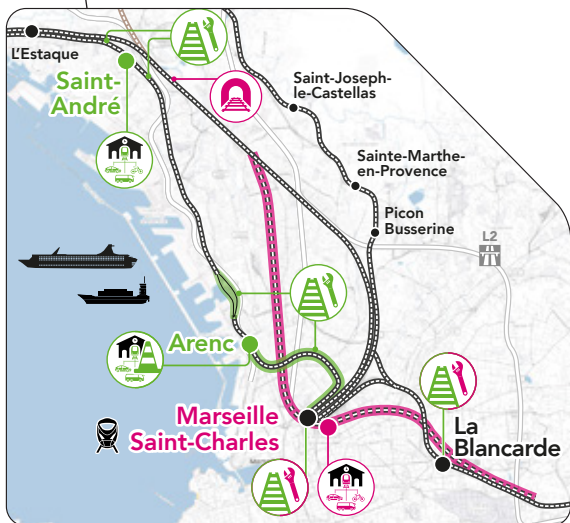 L'Estaque
Saint-
André
Saint-Joseph-
le-Castellas
Sainte-Marthe-
en-Provence
Picon
Busserine
L2
Arenc
Marseille
Saint-Charles
La
Blancarde